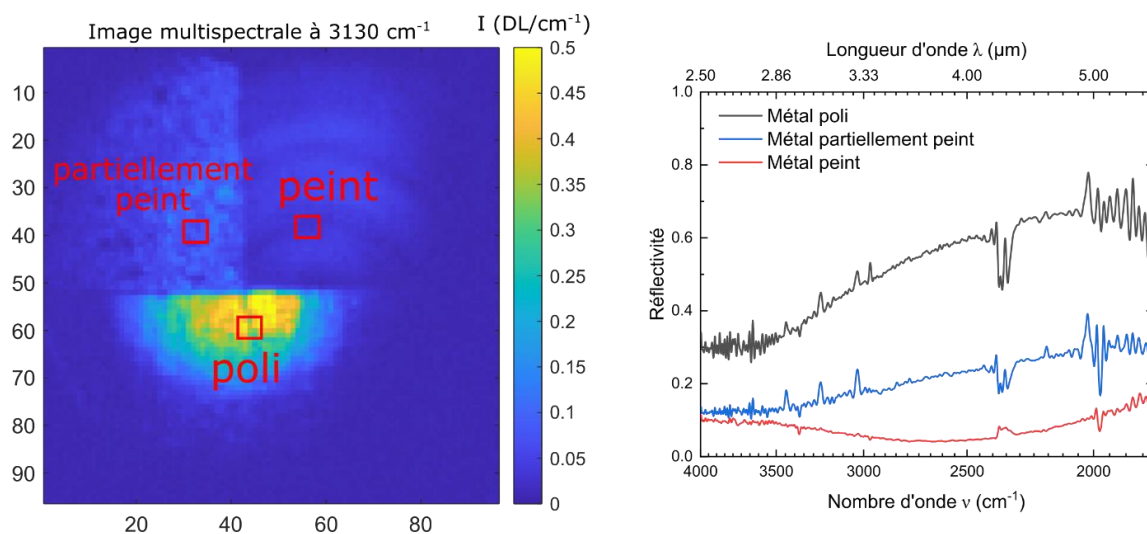 Image multispectrale à 3130 cm⁻¹
I (DL/cm⁻¹)
10
20
30
40
50
60
70
80
90
20
40
60
80
partiellement
peint
peint
poli
0.5
0.45
0.4
0.35
0.3
0.25
0.2
0.15
0.1
0.05
0
Longueur d'onde λ (µm)
2.50 2.86 3.33 4.00 5.00
Réflectivité
1.0
0.8
0.6
0.4
0.2
0.0
Métal poli
Métal partiellement peint
Métal peint
4000 3500 3000 2500 2000
Nombre d'onde ν (cm⁻¹)